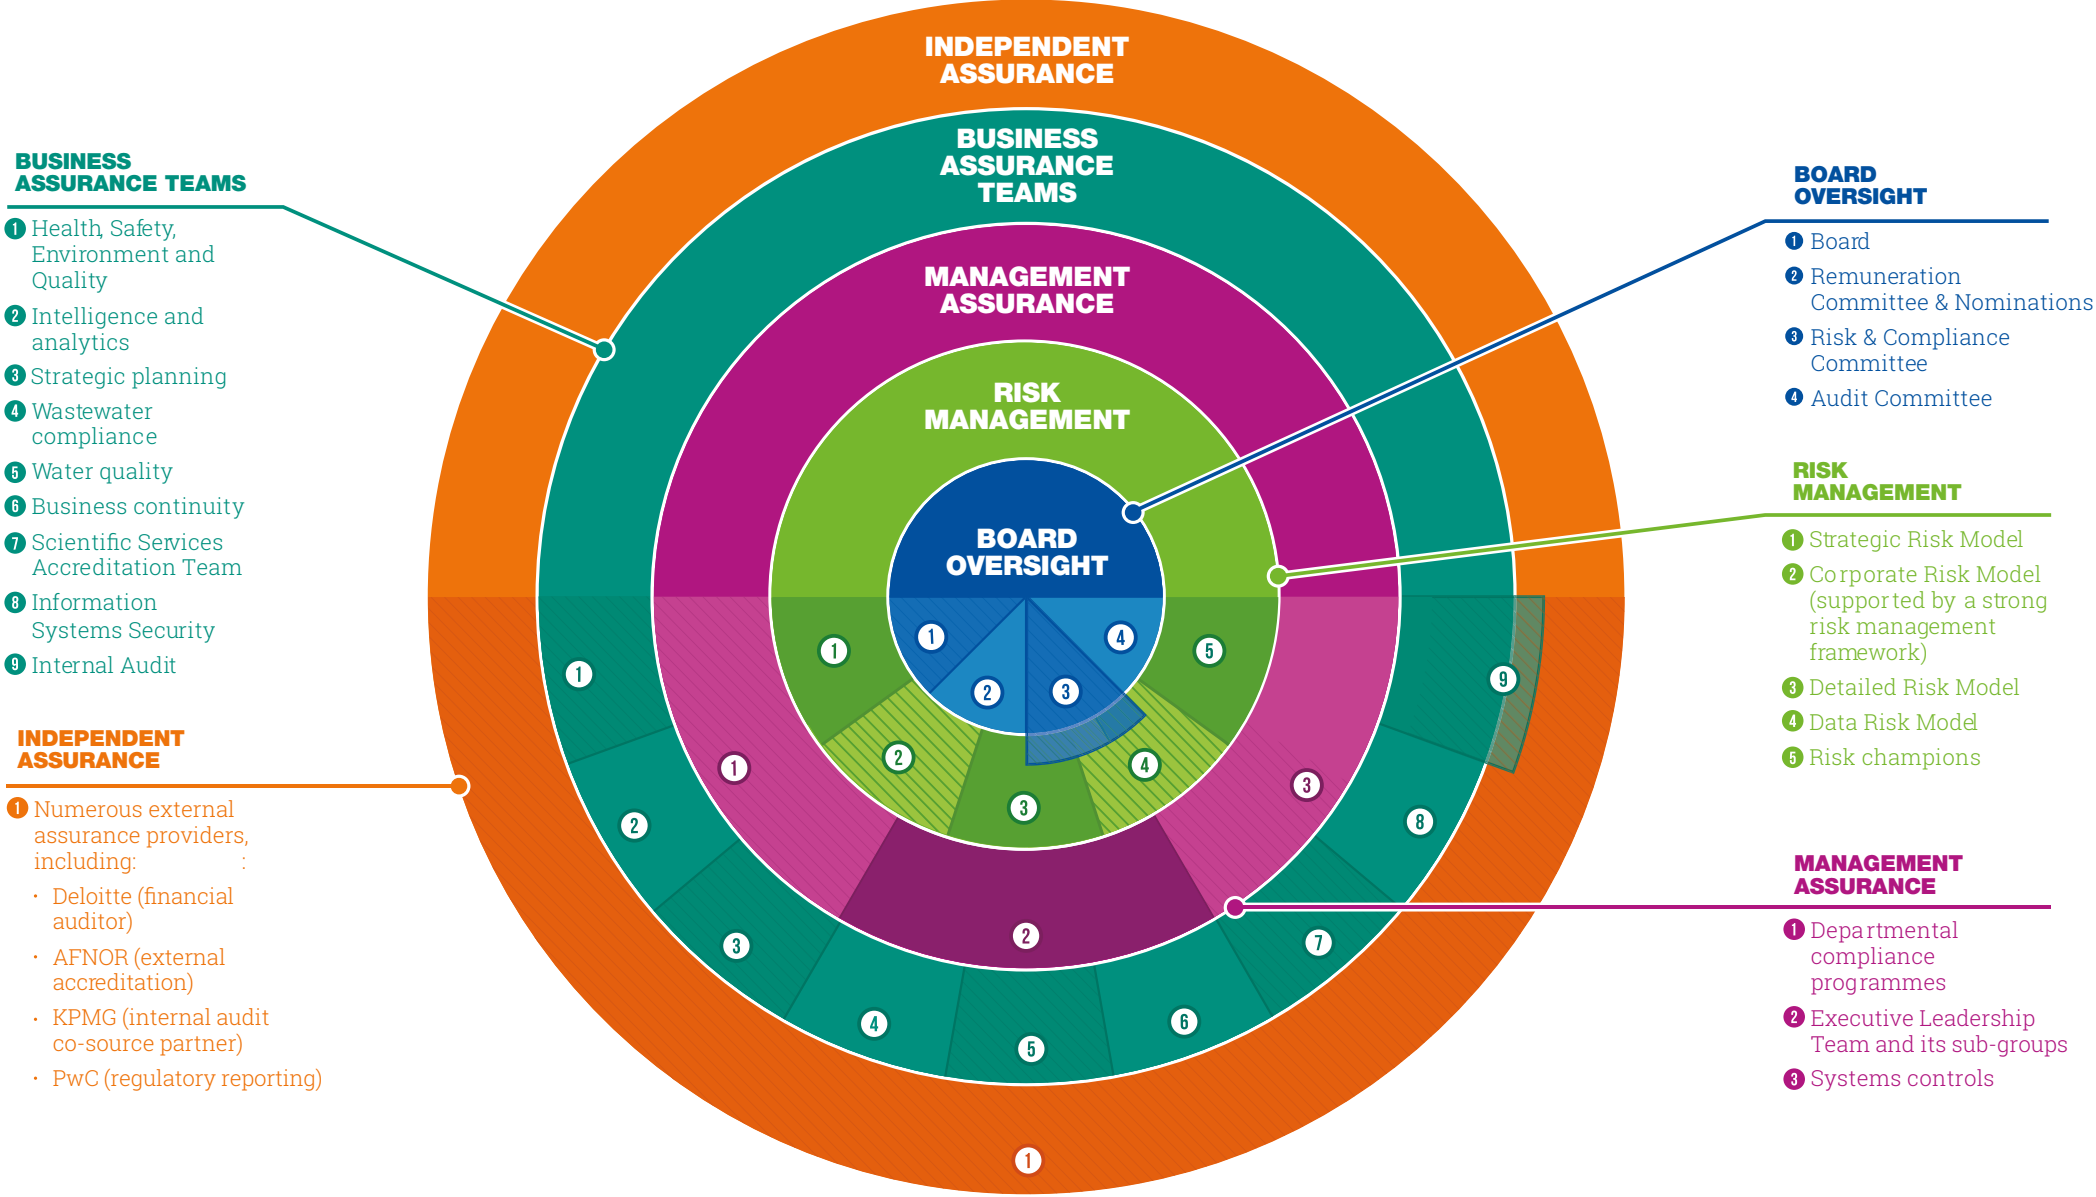 INDEPENDENT
ASSURANCE
BUSINESS
ASSURANCE
TEAMS
MANAGEMENT
ASSURANCE
RISK
MANAGEMENT
BOARD
OVERSIGHT
1
2
3
4
1
2
3
4
5
1
2
3
1
2
3
4
5
6
7
8
9
1
BUSINESS
ASSURANCE TEAMS
1 Health, Safety,
Environment and
Quality
2 Intelligence and
analytics
3 Strategic planning
4 Wastewater
compliance
5 Water quality
6 Business continuity
7 Scientific Services
Accreditation Team
8 Information
Systems Security
9 Internal Audit
INDEPENDENT
ASSURANCE
1 Numerous external
assurance providers,
including: :
· Deloitte (financial
auditor)
· AFNOR (external
accreditation)
· KPMG (internal audit
co-source partner)
· PwC (regulatory reporting)
BOARD
OVERSIGHT
1 Board
2 Remuneration
Committee & Nominations
3 Risk & Compliance
Committee
4 Audit Committee
RISK
MANAGEMENT
1 Strategic Risk Model
2 Corporate Risk Model
(supported by a strong
risk management
framework)
3 Detailed Risk Model
4 Data Risk Model
5 Risk champions
MANAGEMENT
ASSURANCE
1 Departmental
compliance
programmes
2 Executive Leadership
Team and its sub-groups
3 Systems controls